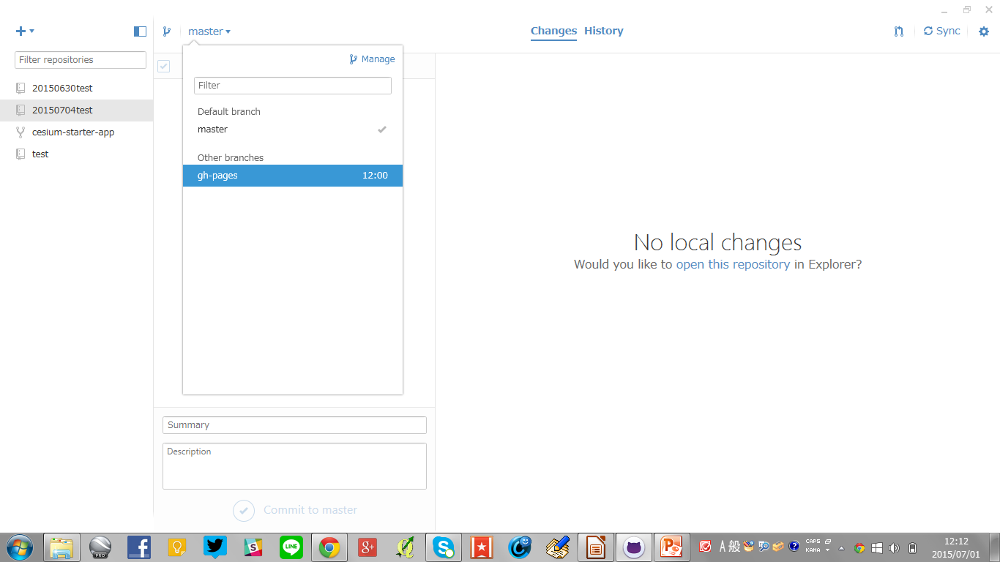 master
Changes
History
Sync
Filter repositories
20150630test
20150704test
cesium-starter-app
test
Manage
Filter
Default branch
master
Other branches
gh-pages 12:00
No local changes
Would you like to open this repository in Explorer?
Summary
Description
Commit to master
PRO
LINE
g+
A 般
CAPS
KANA
12:12
2015/07/01